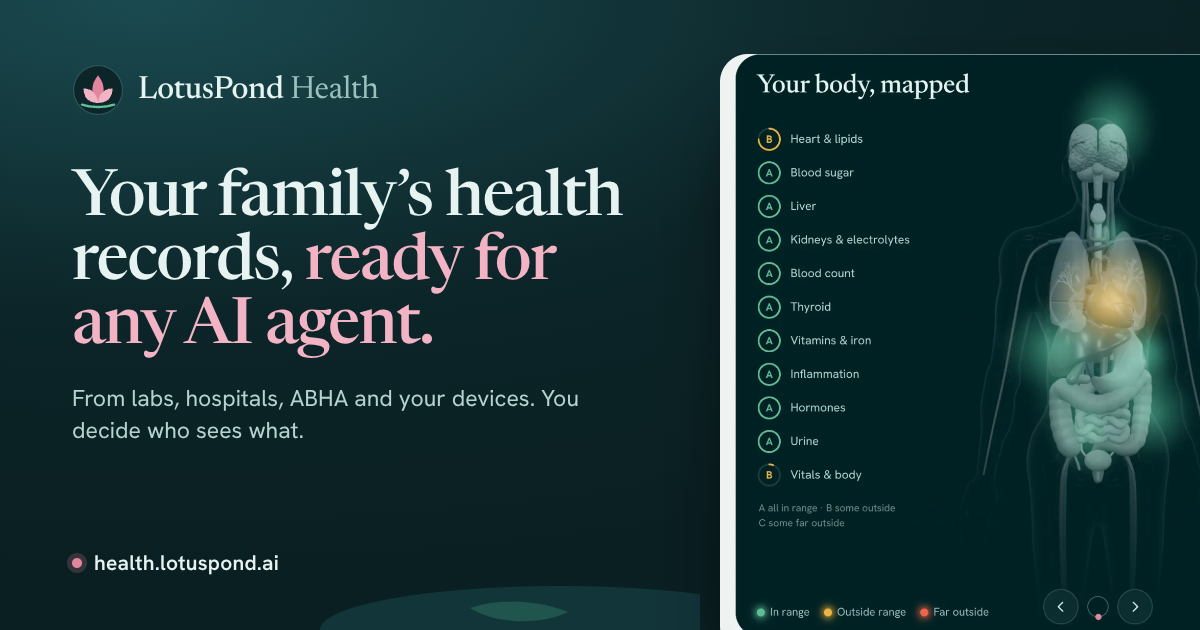 LotusPond Health
Your family’s health
records, ready for
any AI agent.
From labs, hospitals, ABHA and your devices. You
decide who sees what.
health.lotuspond.ai
Your body, mapped
B Heart & lipids
A Blood sugar
A Liver
A Kidneys & electrolytes
A Blood count
A Thyroid
A Vitamins & iron
A Inflammation
A Hormones
A Urine
B Vitals & body
A all in range · B some outside
C some far outside
In range Outside range Far outside